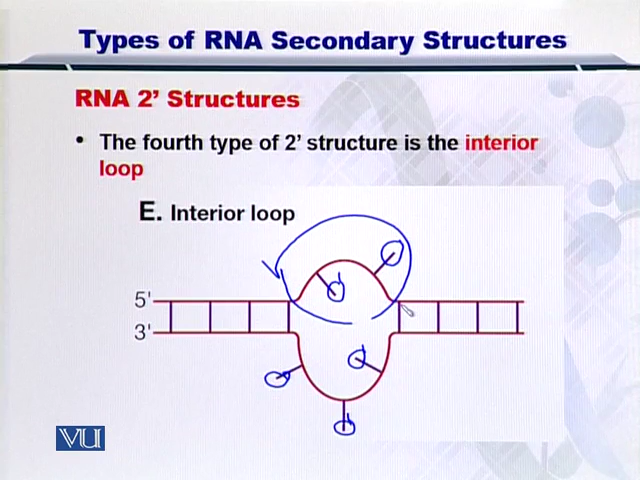 Types of RNA Secondary Structures
RNA 2’ Structures
• The fourth type of 2’ structure is the interior
loop
E. Interior loop
5'
3'
VU